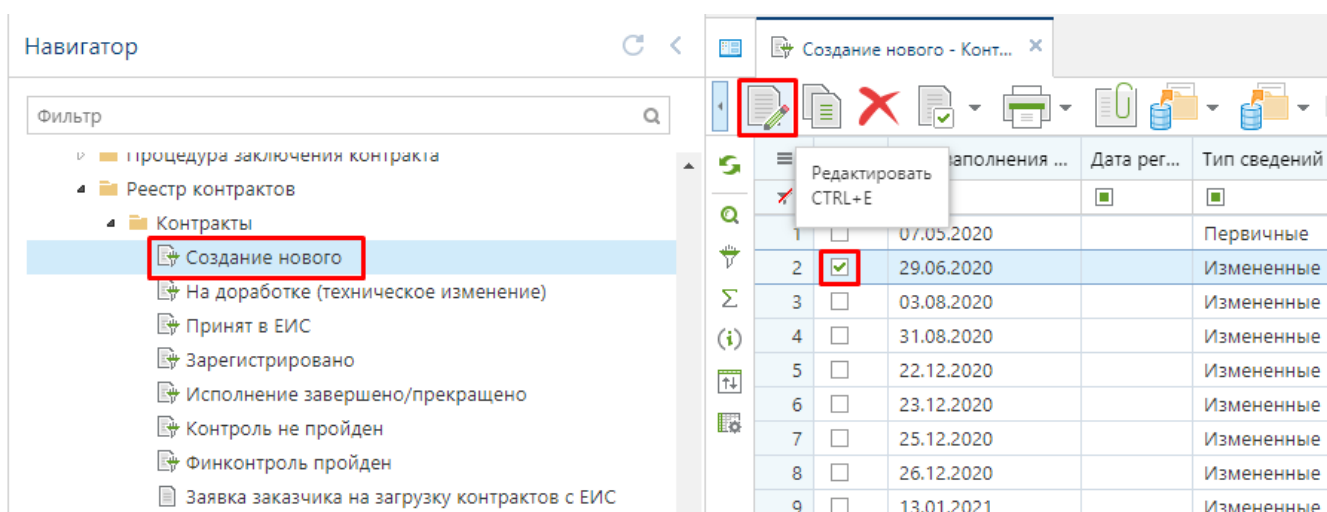 Навигатор
Фильтр
Процедура заключения контракта
Реестр контрактов
Контракты
Создание нового
На доработке (техническое изменение)
Принят в ЕИС
Зарегистрировано
Исполнение завершено/прекращено
Контроль не пройден
Финконтроль пройден
Заявка заказчика на загрузку контрактов с ЕИС
Создание нового - Конт...
Редактировать
CTRL+E
заполнения ... Дата рег... Тип сведений
1 07.05.2020 Первичные
2 29.06.2020 Измененные
3 03.08.2020 Измененные
4 31.08.2020 Измененные
5 22.12.2020 Измененные
6 23.12.2020 Измененные
7 25.12.2020 Измененные
8 26.12.2020 Измененные
9 13.01.2021 Измененные